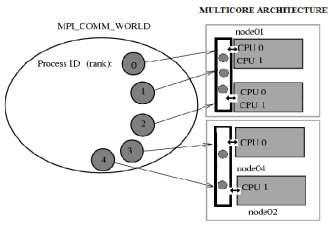 MULTICORE ARCHITECTURE
MPI_COMM_WORLD
node01
Process ID (rank):
0
CPU 0
CPU 1
1
CPU 0
CPU 1
2
3
CPU 0
4
node04
CPU 1
node02